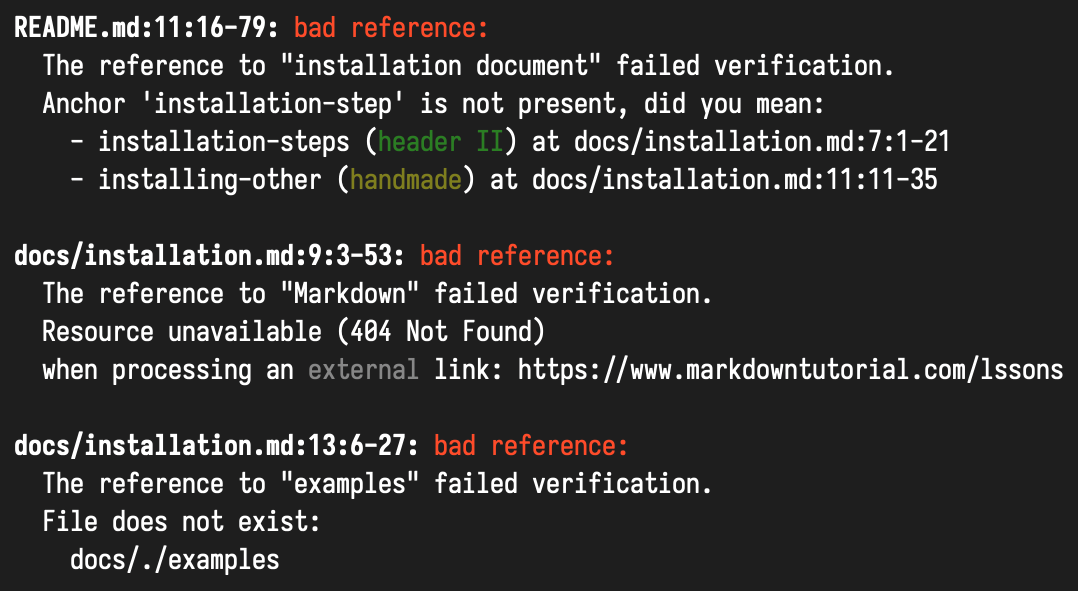 README.md:11:16-79: bad reference:
The reference to "installation document" failed verification.
Anchor 'installation-step' is not present, did you mean:
- installation-steps (header II) at docs/installation.md:7:1-21
- installing-other (handmade) at docs/installation.md:11:11-35
docs/installation.md:9:3-53: bad reference:
The reference to "Markdown" failed verification.
Resource unavailable (404 Not Found)
when processing an external link: https://www.markdowntutorial.com/lssons
docs/installation.md:13:6-27: bad reference:
The reference to "examples" failed verification.
File does not exist:
docs/./examples